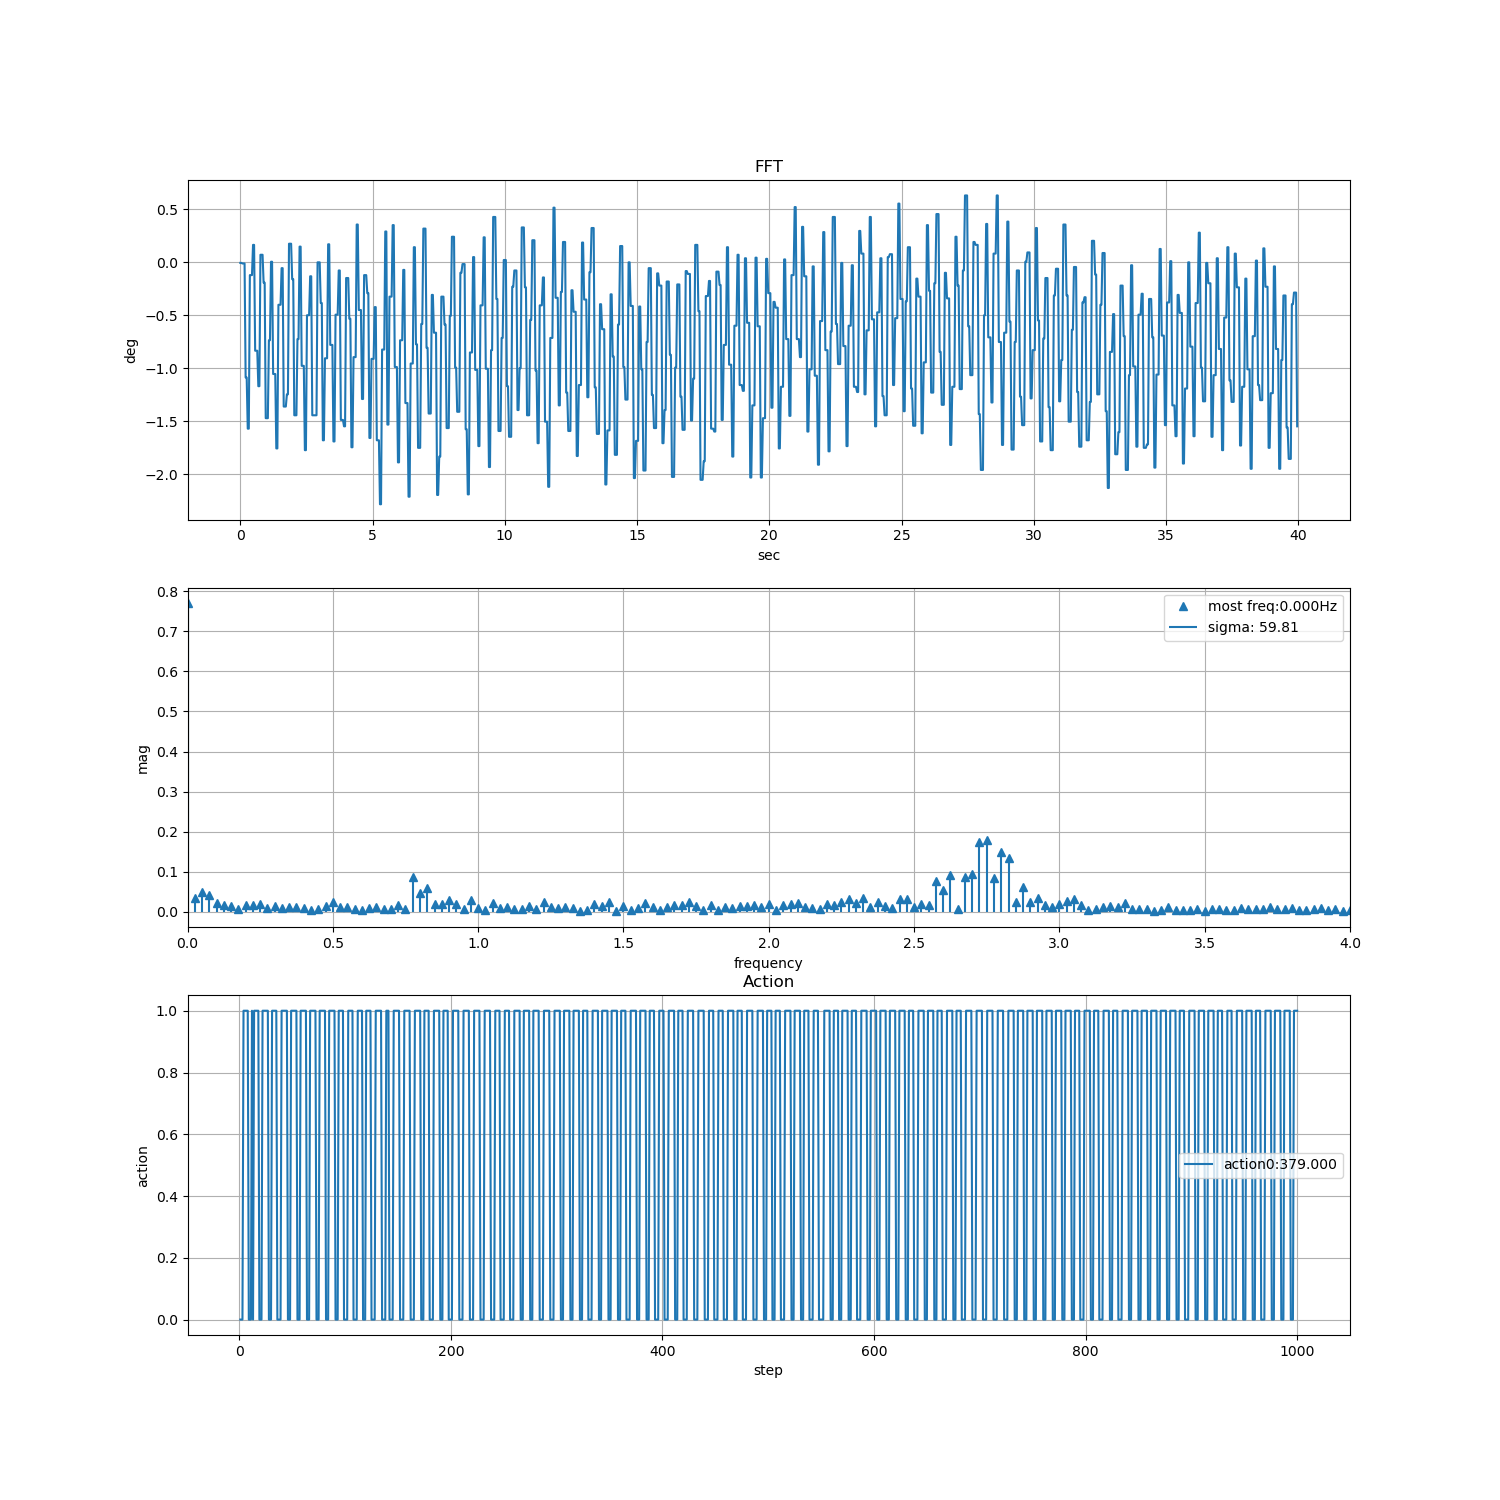 FFT
0.5
0.0
−0.5
−1.0
−1.5
−2.0
deg
0 5 10 15 20 25 30 35 40
sec
0.8
0.7
0.6
0.5
0.4
0.3
0.2
0.1
0.0
mag
most freq:0.000Hz
sigma: 59.81
0.0 0.5 1.0 1.5 2.0 2.5 3.0 3.5 4.0
frequency
Action
1.0
0.8
0.6
0.4
0.2
0.0
action
action0:379.000
0 200 400 600 800 1000
step